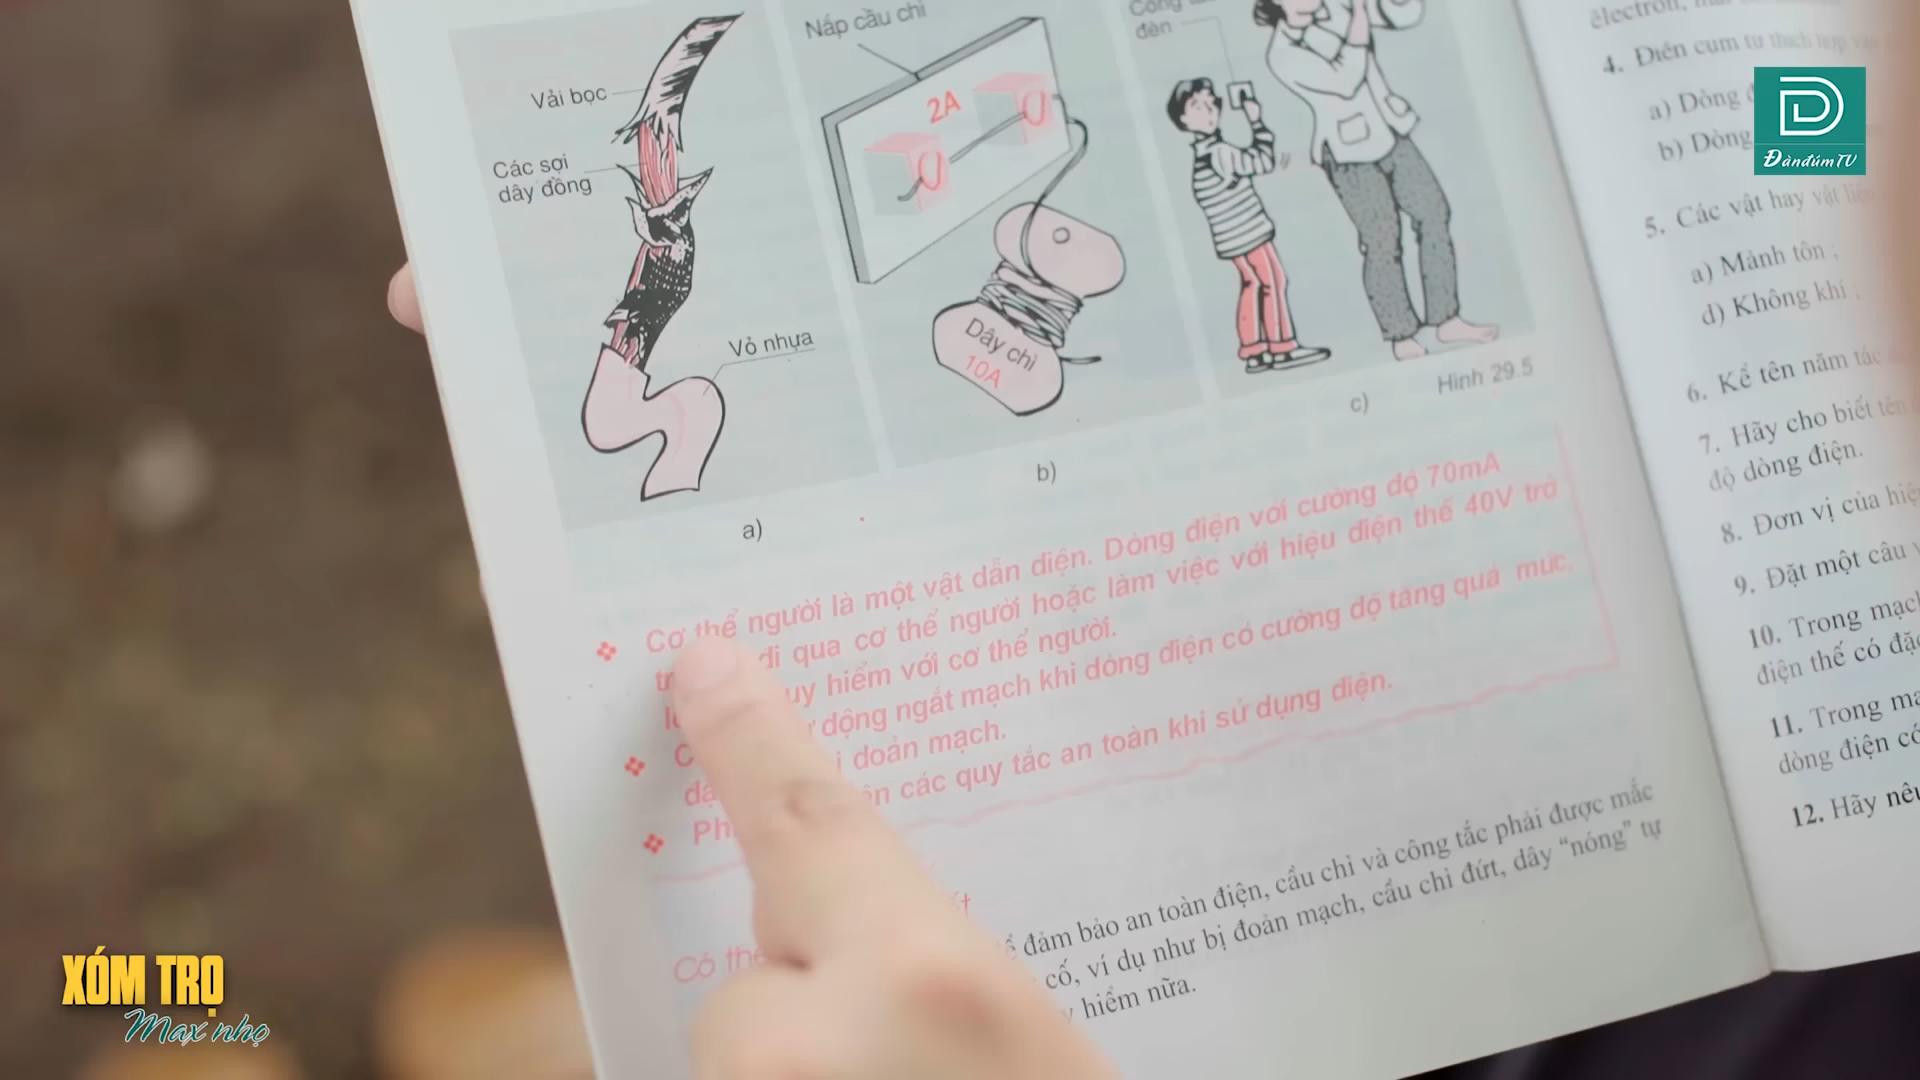 Vải bọc
Các sợi
dây đồng
Vỏ nhựa
a)
Nắp cầu chì
2A
Dây chì
10A
b)
đèn
c)
Hình 29.5
Cơ thể người là một vật dẫn điện. Dòng điện với cường độ 70mA
đi qua cơ thể người hoặc làm việc với hiệu điện thế 40V trở
hiểm với cơ thể người.
động ngắt mạch khi dòng điện có cường độ tăng quá mức,
đoản mạch.
các quy tắc an toàn khi sử dụng điện.
Có thể
đảm bảo an toàn điện, cầu chì và công tắc phải được mắc
cố, ví dụ như bị đoản mạch, cầu chì đứt, dây “nóng” tự
hiểm nữa.
4. Điền cụm từ thích hợp
a) Dòng
b) Dòng
5. Các vật hay vật
a) Mảnh tôn ;
d) Không khí ;
6. Kể tên năm tác
7. Hãy cho biết tên
độ dòng điện.
8. Đơn vị của
9. Đặt một câu
10. Trong mạch
điện thế có
11. Trong
dòng điện có
12. Hãy nêu
D
ĐànđúmTV
XÓM TRỌ
Max nhọ